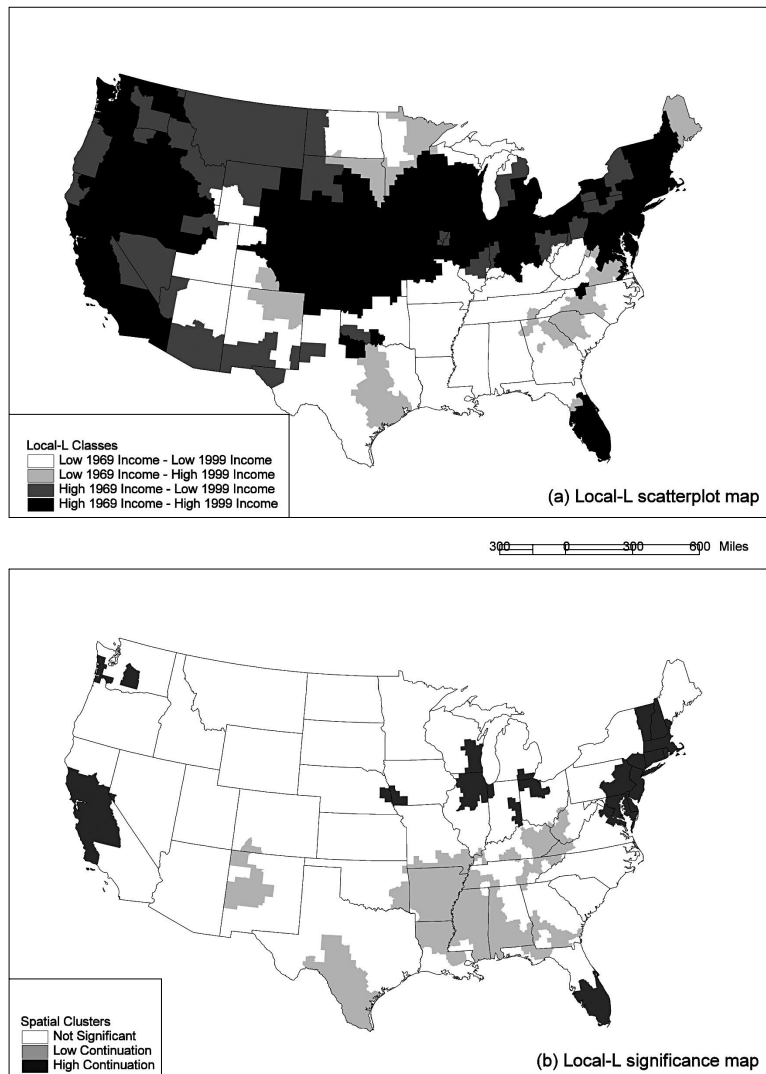 Local-L Classes
Low 1969 Income - Low 1999 Income
Low 1969 Income - High 1999 Income
High 1969 Income - Low 1999 Income
High 1969 Income - High 1999 Income
(a) Local-L scatterplot map
300 0 300 600 Miles
Spatial Clusters
Not Significant
Low Continuation
High Continuation
(b) Local-L significance map